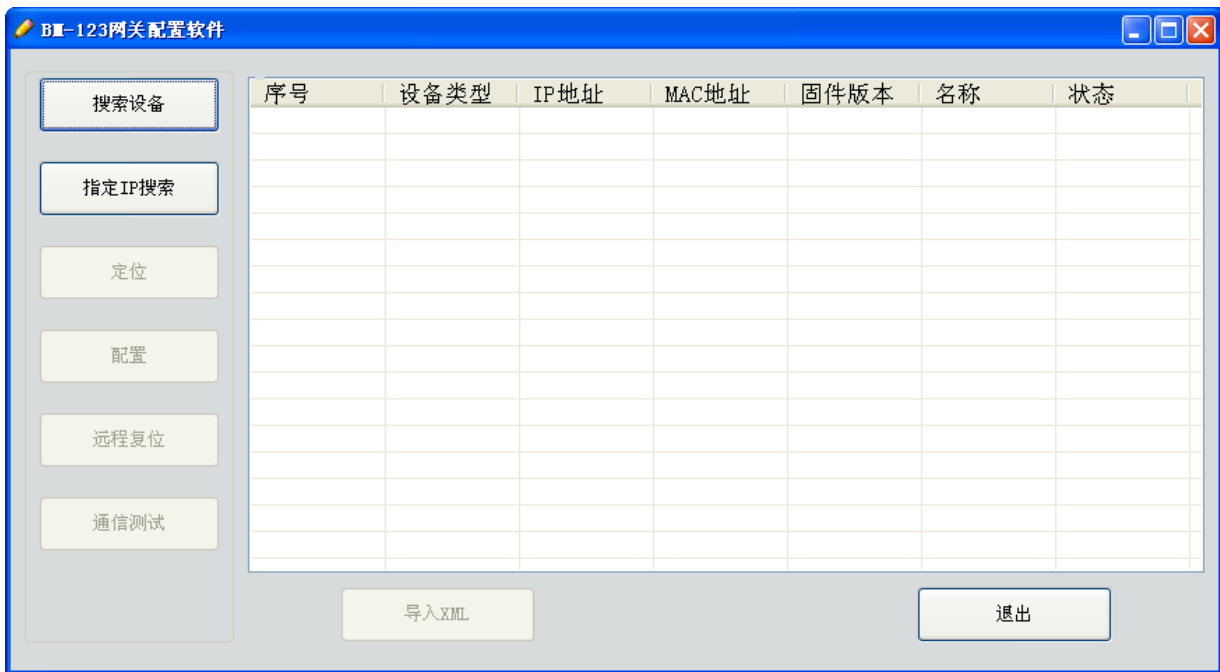 BM-123网关配置软件
搜索设备
指定IP搜索
定位
配置
远程复位
通信测试
序号 设备类型 IP地址 MAC地址 固件版本 名称 状态
导入XML 退出